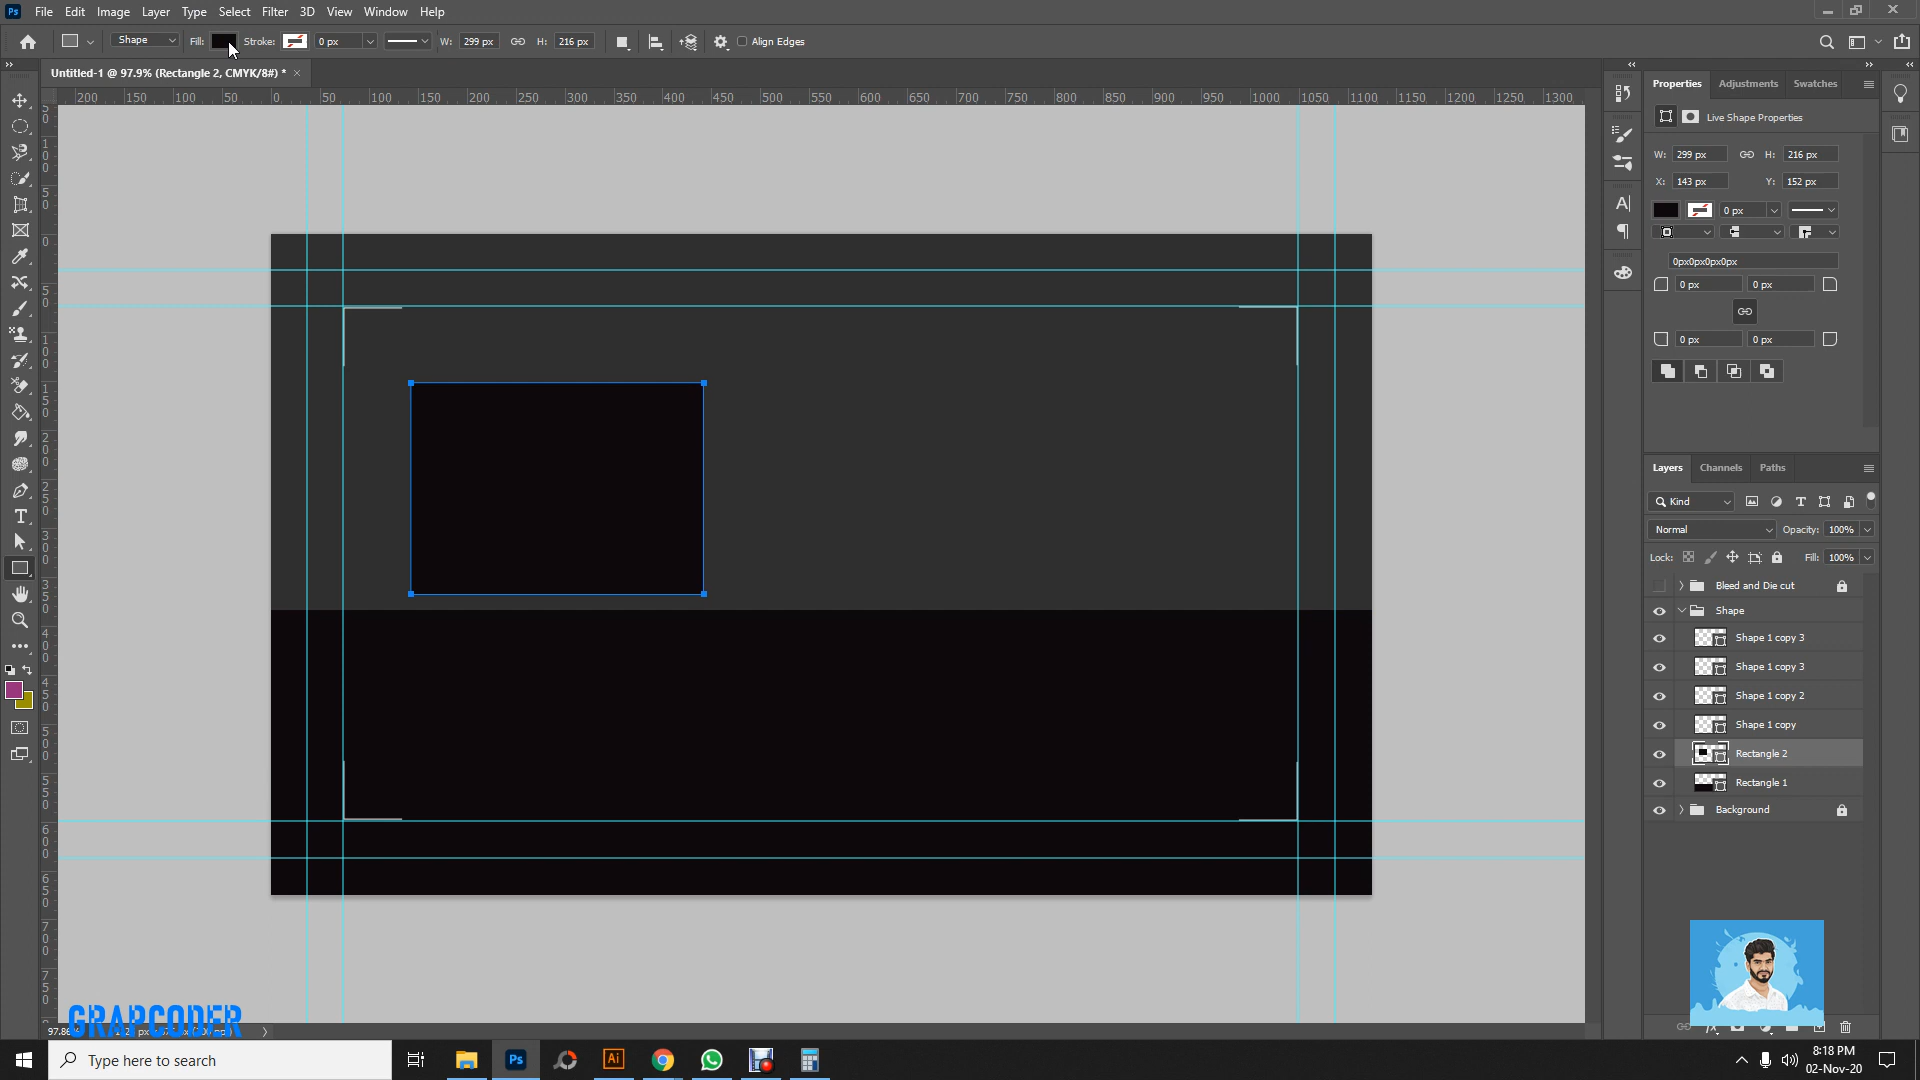 Ps File Edit Image Layer Type Select Filter 3D View Window Help
Shape Fill: Stroke: 0 px W: 299 px H: 216 px Align Edges
Untitled-1 @ 97.9% (Rectangle 2, CMYK/8#) *
200 150 100 50 0 50 100 150 200 250 300 350 400 450 500 550 600 650 700 750 800 850 900 950 1000 1050 1100 1150 1200 1250 1300
Properties Adjustments Swatches
Live Shape Properties
W: 299 px H: 216 px
X: 143 px Y: 152 px
0 px
0px0px0px0px
0 px 0 px
0 px 0 px
Layers Channels Paths
Kind
Normal Opacity: 100%
Lock: Fill: 100%
Bleed and Die cut
Shape
Shape 1 copy 3
Shape 1 copy 3
Shape 1 copy 2
Shape 1 copy
Rectangle 2
Rectangle 1
Background
GRAPCODER
Type here to search
Ps
Ai
8:18 PM
02-Nov-20